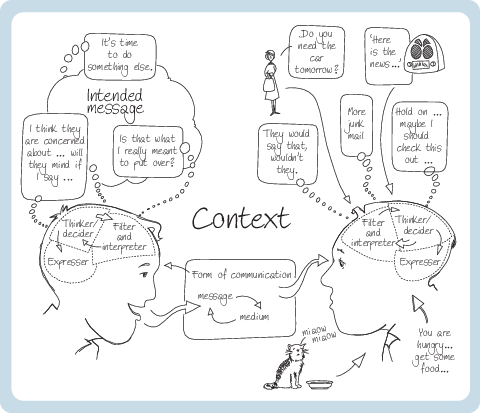 It's time
to do
something else.
Intended
message
I think they
are concerned
about ... will
they mind if
I say ...
Is that what
I really meant
to put over?
Thinker/
decider
Filter
and
interpreter
Expresser
Context
Form of communication
message
medium
Do you
need the
car
tomorrow?
'Here
is the
news...'
They would
say that,
wouldn't
they.
More
junk
mail
Hold on ...
maybe I
should
check this
out ...
Filter
and
interpreter
Thinker/
decider
Expresser
miaow
miaow
You are
hungry...
get some
food...